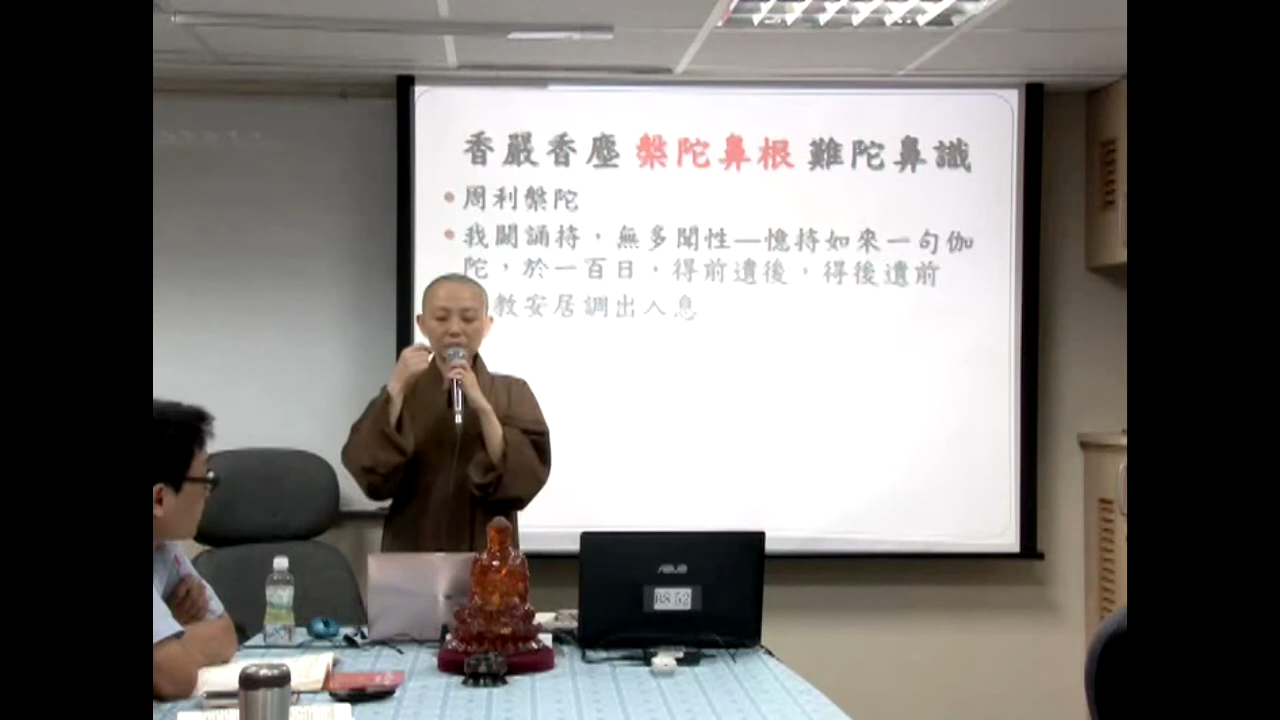 香嚴香塵 槃陀鼻根 難陀鼻識
周利槃陀
我闕誦持，無多聞性—憶持如來一句伽
陀，於一百日，得前遺後，得後遺前
教安居調出入息
ASUS